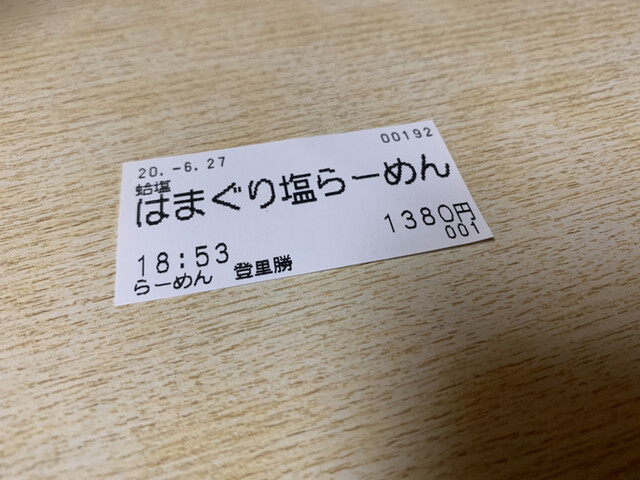 20.-6.27 00192
蛤塩
はまぐり塩らーめん
18:53 1380円
らーめん 登里勝 001